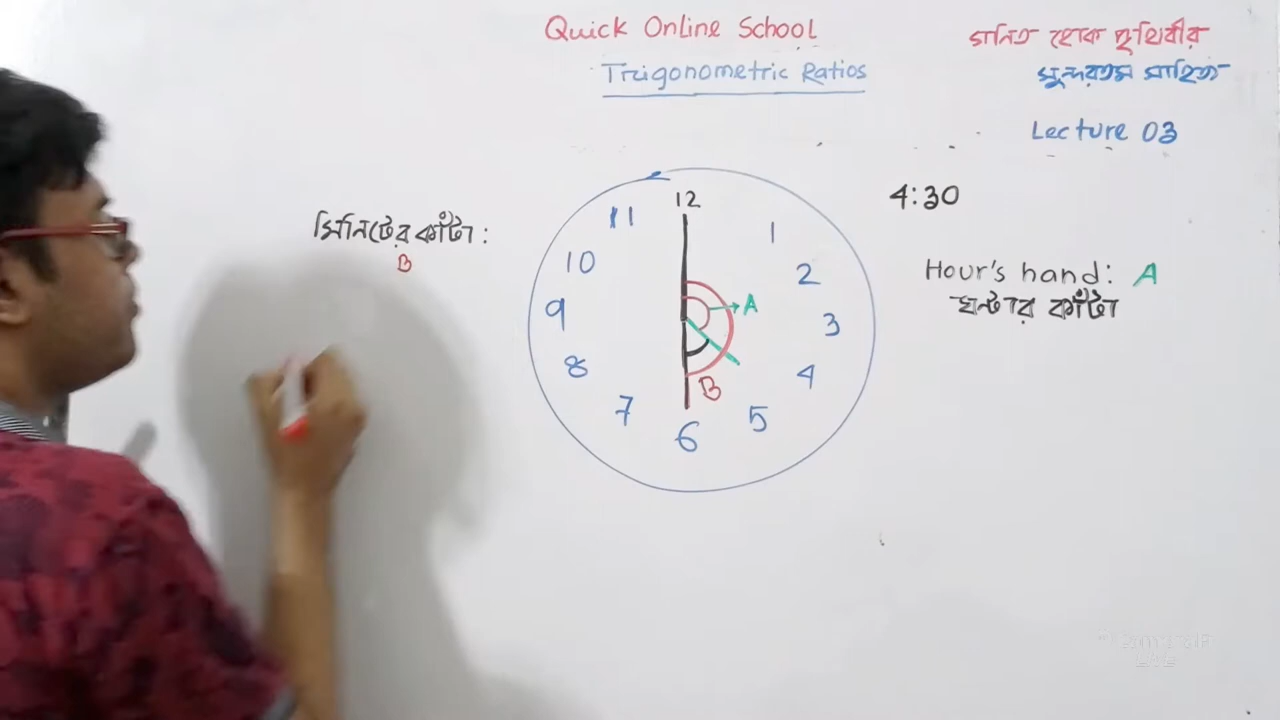 Quick Online School
Trigonometric Ratios
গনিত হোক পৃথিবীর
সুন্দরতম সাহিত্য
Lecture 03
4:30
Hour's hand: A
ঘন্টার কাঁটা
মিনিটের কাঁটা:
B
12
11
1
10
2
9
A
3
8
4
B
7
5
6